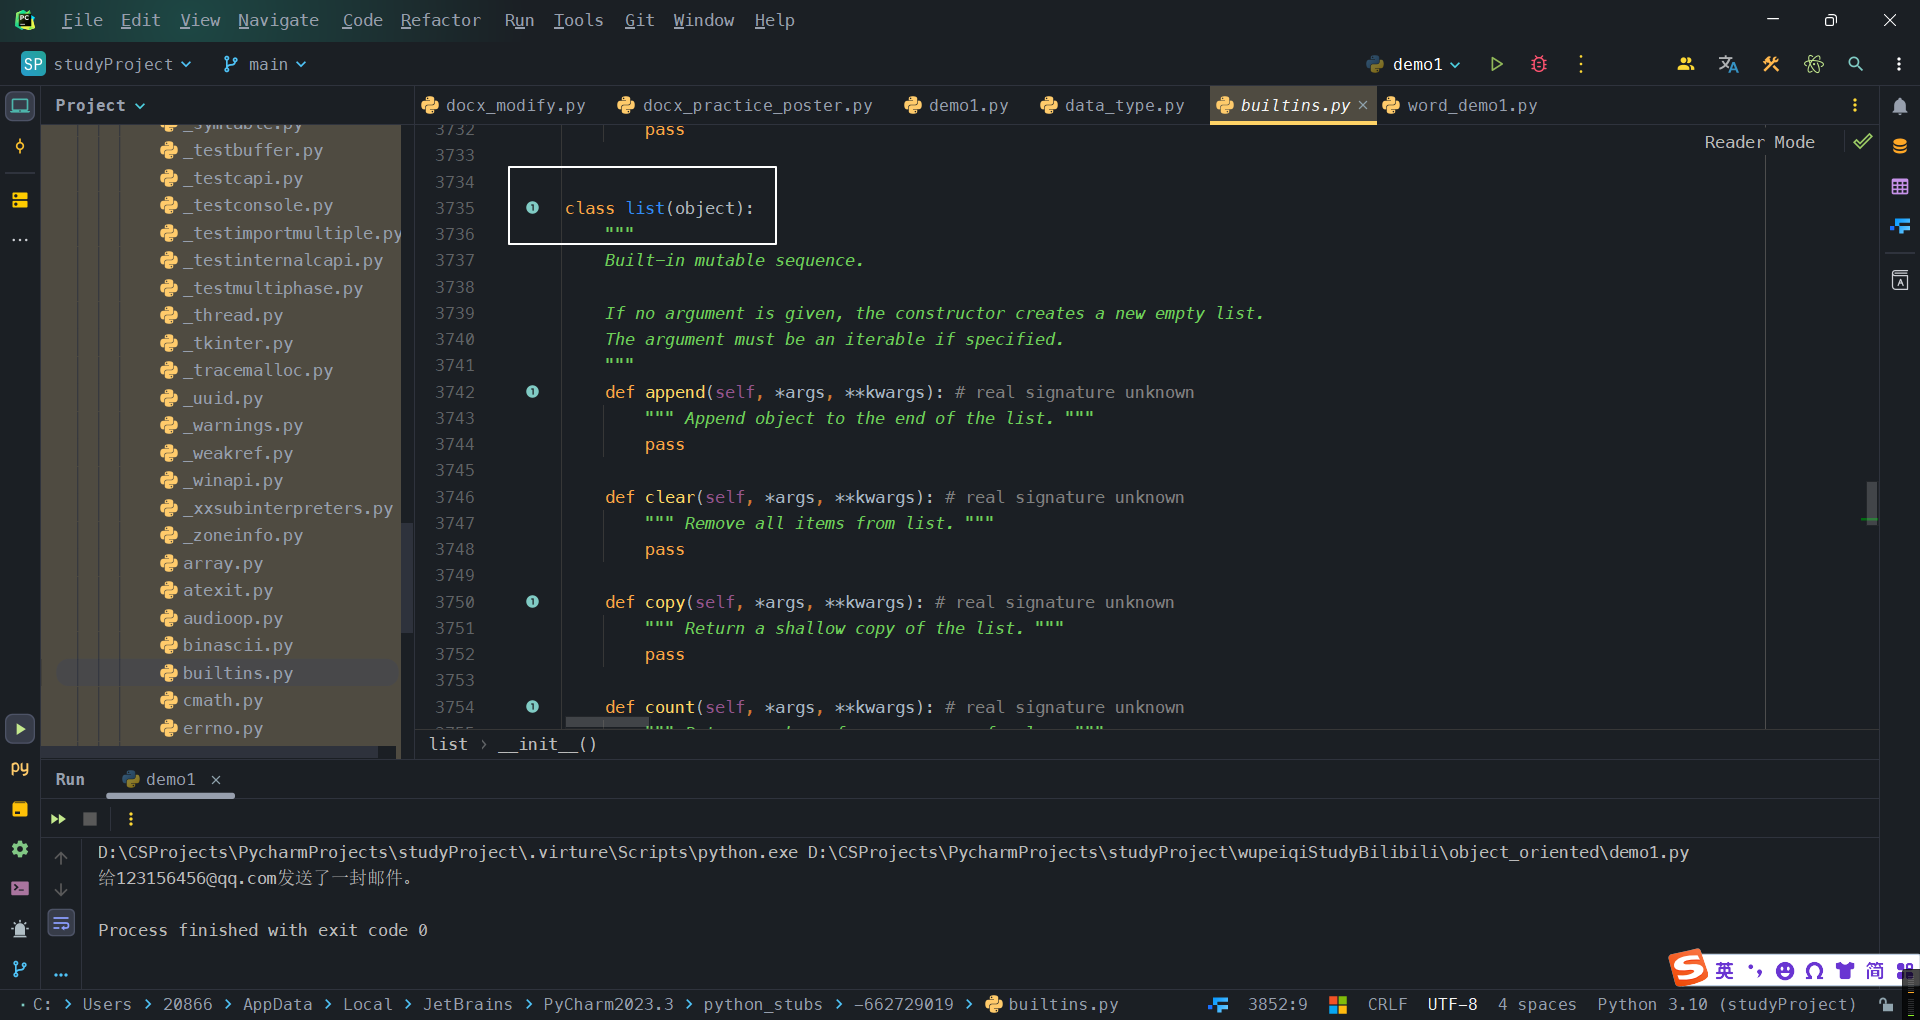 File Edit View Navigate Code Refactor Run Tools Git Window Help
SP studyProject main demo1
Project
docx_modify.py docx_practice_poster.py demo1.py data_type.py builtins.py word_demo1.py
Reader Mode
_symtable.py
_testbuffer.py
_testcapi.py
_testconsole.py
_testimportmultiple.py
_testinternalcapi.py
_testmultiphase.py
_thread.py
_tkinter.py
_tracemalloc.py
_uuid.py
_warnings.py
_weakref.py
_winapi.py
_xxsubinterpreters.py
_zoneinfo.py
array.py
atexit.py
audioop.py
binascii.py
builtins.py
cmath.py
errno.py
3732 pass
3733
3734
3735 class list(object):
3736 """
3737 Built-in mutable sequence.
3738
3739 If no argument is given, the constructor creates a new empty list.
3740 The argument must be an iterable if specified.
3741 """
3742 def append(self, *args, **kwargs): # real signature unknown
3743 """ Append object to the end of the list. """
3744 pass
3745
3746 def clear(self, *args, **kwargs): # real signature unknown
3747 """ Remove all items from list. """
3748 pass
3749
3750 def copy(self, *args, **kwargs): # real signature unknown
3751 """ Return a shallow copy of the list. """
3752 pass
3753
3754 def count(self, *args, **kwargs): # real signature unknown
list › __init__()
Run demo1
D:\CSProjects\PycharmProjects\studyProject\.virture\Scripts\python.exe D:\CSProjects\PycharmProjects\studyProject\wupeiqiStudyBilibili\object_oriented\demo1.py
给123156456@qq.com发送了一封邮件。
Process finished with exit code 0
英 简
C: > Users > 20866 > AppData > Local > JetBrains > PyCharm2023.3 > python_stubs > -662729019 > builtins.py
3852:9 CRLF UTF-8 4 spaces Python 3.10 (studyProject)